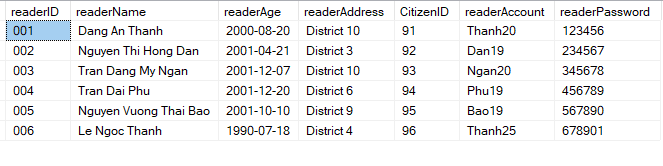 readerID readerName readerAge readerAddress CitizenID readerAccount readerPassword
001 Dang An Thanh 2000-08-20 District 10 91 Thanh20 123456
002 Nguyen Thi Hong Dan 2001-04-21 District 3 92 Dan19 234567
003 Tran Dang My Ngan 2001-12-07 District 10 93 Ngan20 345678
004 Tran Dai Phu 2001-12-20 District 6 94 Phu19 456789
005 Nguyen Vuong Thai Bao 2001-10-10 District 9 95 Bao19 567890
006 Le Ngoc Thanh 1990-07-18 District 4 96 Thanh25 678901